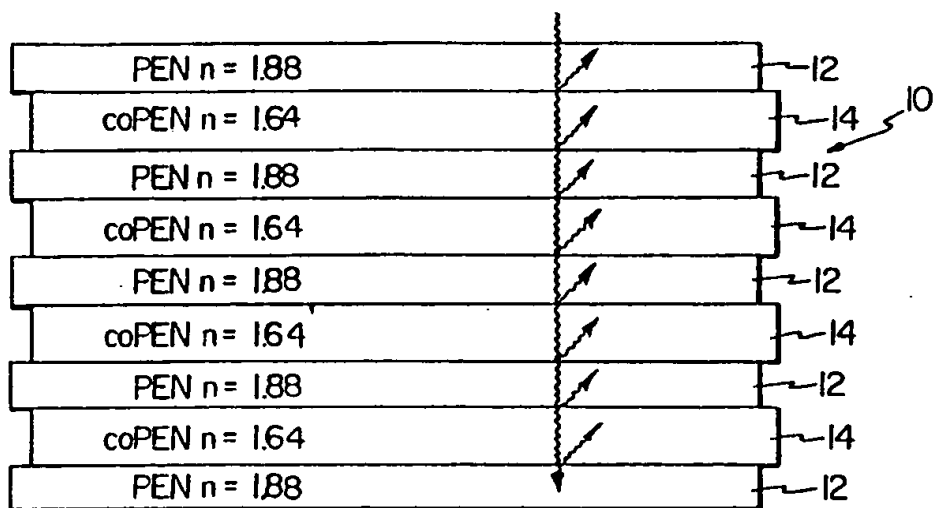 PEN n = 1.88 12
coPEN n = 1.64 14 10
PEN n = 1.88 12
coPEN n = 1.64 14
PEN n = 1.88 12
coPEN n = 1.64 14
PEN n = 1.88 12
coPEN n = 1.64 14
PEN n = 1.88 12